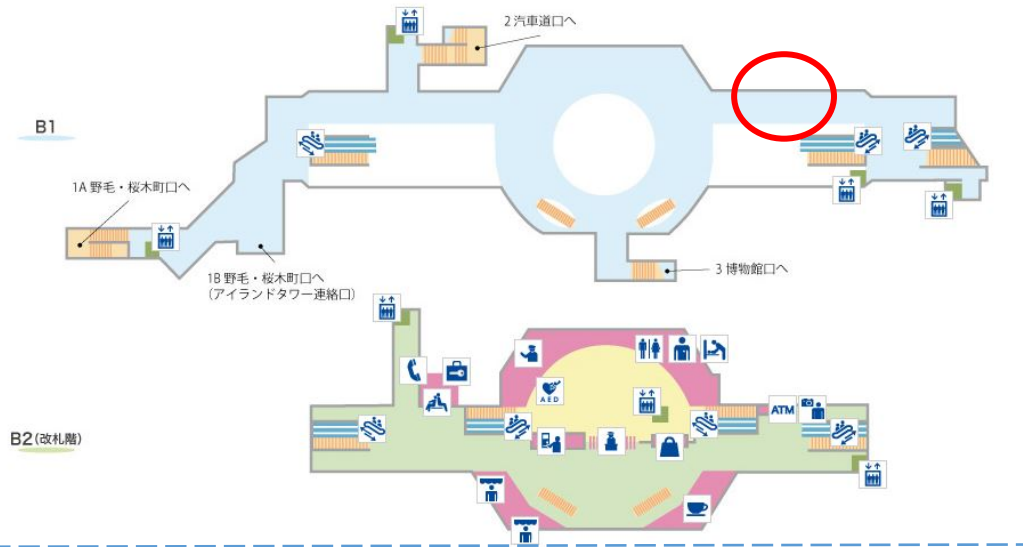 2 汽車道口へ
B1
1A 野毛・桜木町口へ
1B 野毛・桜木町口へ
(アイランドタワー連絡口)
3 博物館口へ
AED
ATM
B2(改札階)